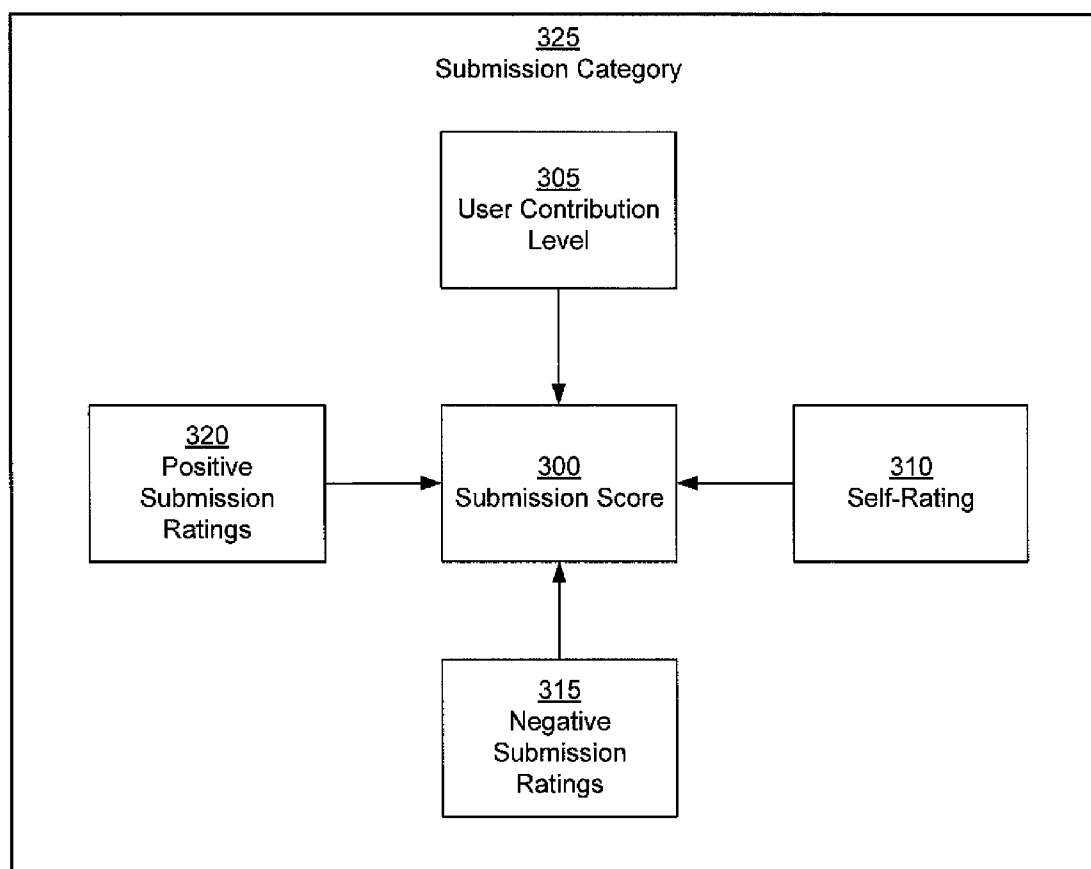 325
Submission Category
305
User Contribution
Level
320
Positive
Submission
Ratings
300
Submission Score
310
Self-Rating
315
Negative
Submission
Ratings